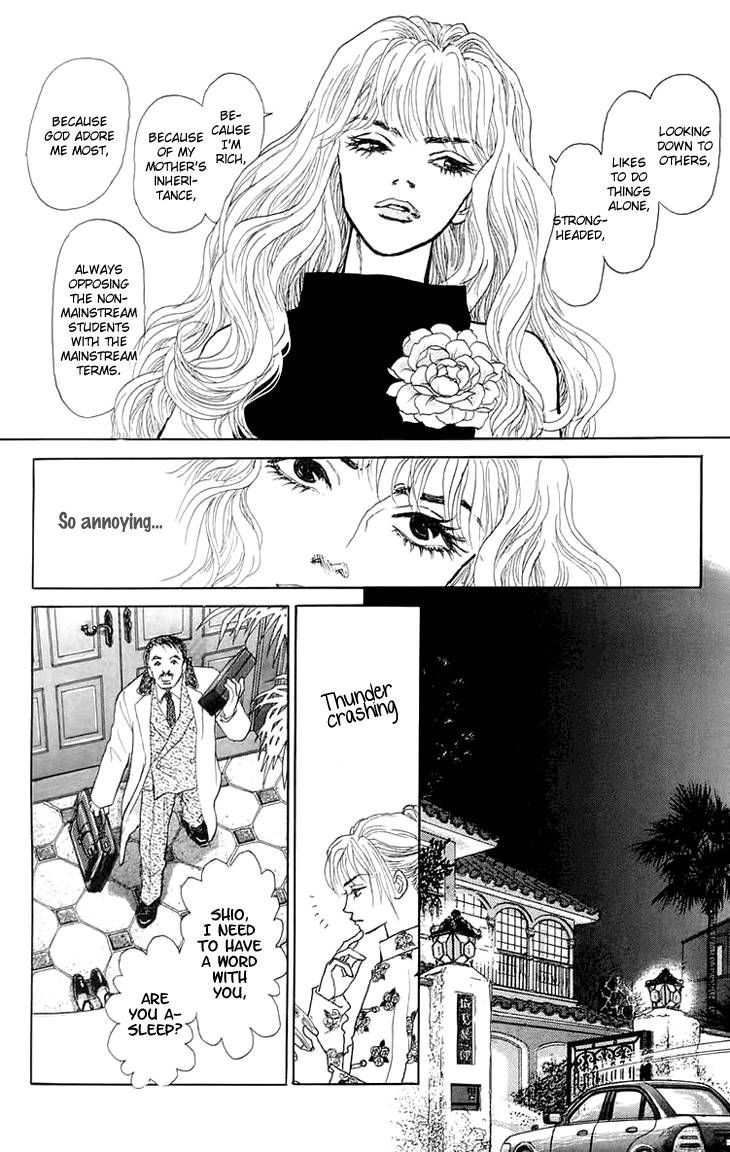 LOOKING
DOWN TO
OTHERS,
LIKES TO
DO
THINGS
ALONE,
STRONG-
HEADED,
BE-
CAUSE
I'M
RICH,
BECAUSE
OF MY
MOTHER'S
INHERI-
TANCE,
BECAUSE
GOD ADORE
ME MOST,
ALWAYS
OPPOSING
THE NON-
MAINSTREAM
STUDENTS
WITH THE
MAINSTREAM
TERMS.
So annoying...
Thunder
crashing
SHIO,
I NEED
TO HAVE
A WORD
WITH
YOU,
ARE
YOU A-
SLEEP?